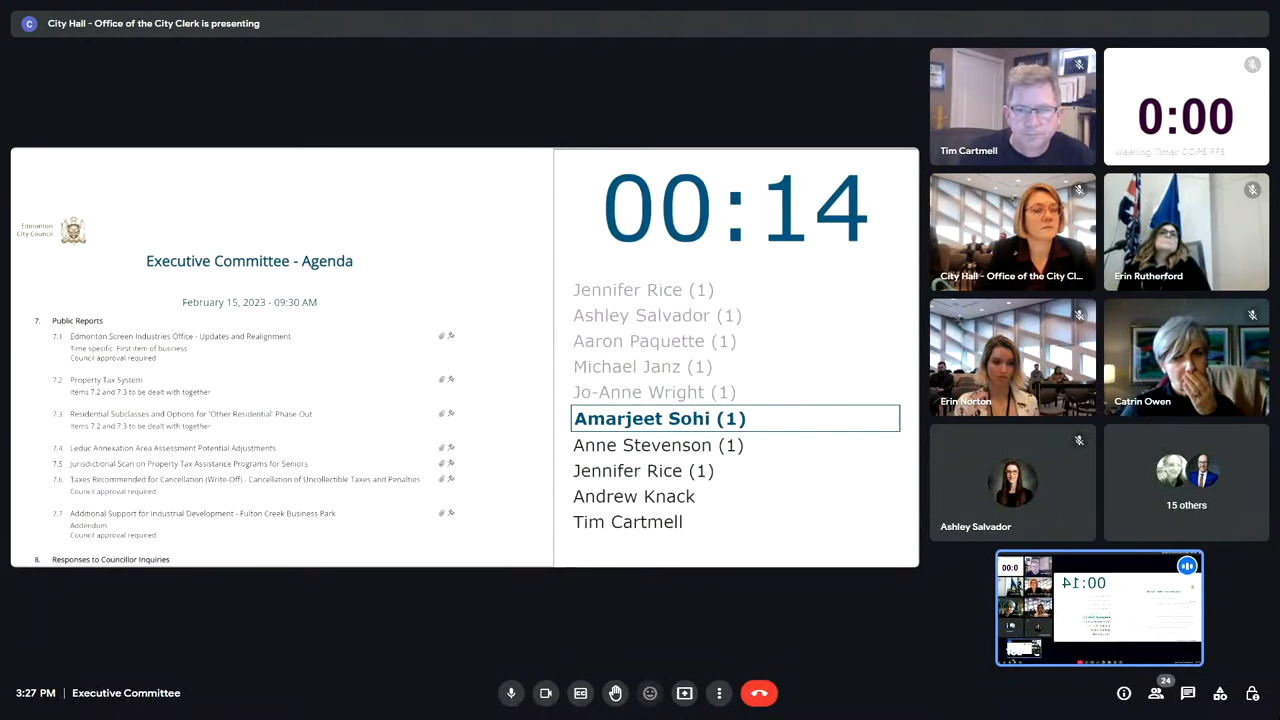 City Hall - Office of the City Clerk is presenting
Edmonton
City Council
Executive Committee - Agenda
February 15, 2023 - 09:30 AM
7. Public Reports
7.1 Edmonton Screen Industries Office - Updates and Realignment
Time specific: First item of business
Council approval required
7.2 Property Tax System
Items 7.2 and 7.3 to be dealt with together
7.3 Residential Subclasses and Options for 'Other Residential' Phase-Out
Items 7.2 and 7.3 to be dealt with together
7.4 Leduc Annexation Area Assessment Potential Adjustments
7.5 Jurisdictional Scan on Property Tax Assistance Programs for Seniors
7.6 Taxes Recommended for Cancellation (Write-Off) - Cancellation of Uncollectible Taxes and Penalties
Council approval required
7.7 Additional Support for Industrial Development - Fulton Creek Business Park
Addendum
Council approval required
8. Responses to Councillor Inquiries
00:14
Jennifer Rice (1)
Ashley Salvador (1)
Aaron Paquette (1)
Michael Janz (1)
Jo-Anne Wright (1)
Amarjeet Sohi (1)
Anne Stevenson (1)
Jennifer Rice (1)
Andrew Knack
Tim Cartmell
Tim Cartmell
0:00
Meeting Timer
City Hall - Office of the City Cl...
Erin Rutherford
Erin Norton
Catrin Owen
Ashley Salvador
15 others
00:0
00:14
3:27 PM | Executive Committee
24